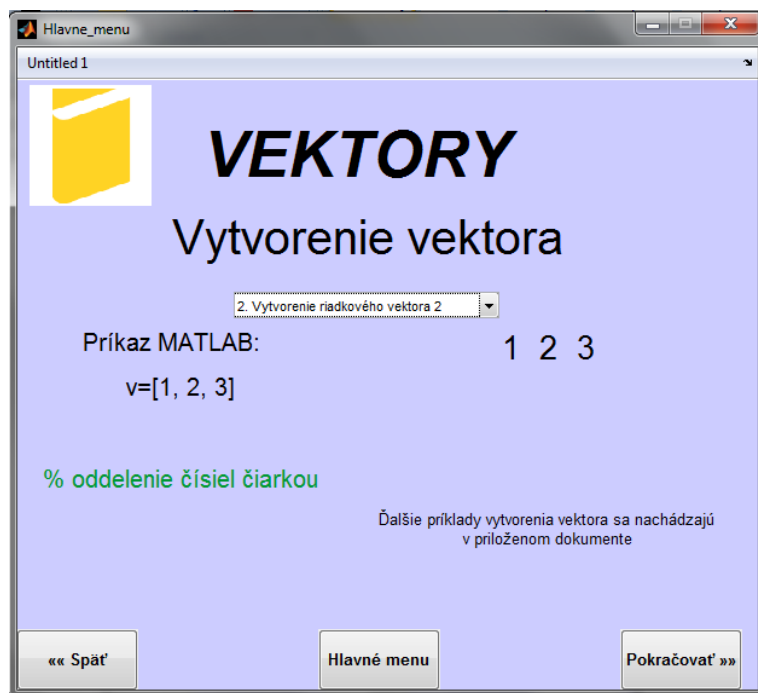 Hlavne_menu
Untitled 1
VEKTORY
Vytvorenie vektora
2. Vytvorenie riadkového vektora 2
Príkaz MATLAB:
1 2 3
v=[1, 2, 3]
% oddelenie čísiel čiarkou
Ďalšie príklady vytvorenia vektora sa nachádzajú
v priloženom dokumente
«« Späť
Hlavné menu
Pokračovať »»